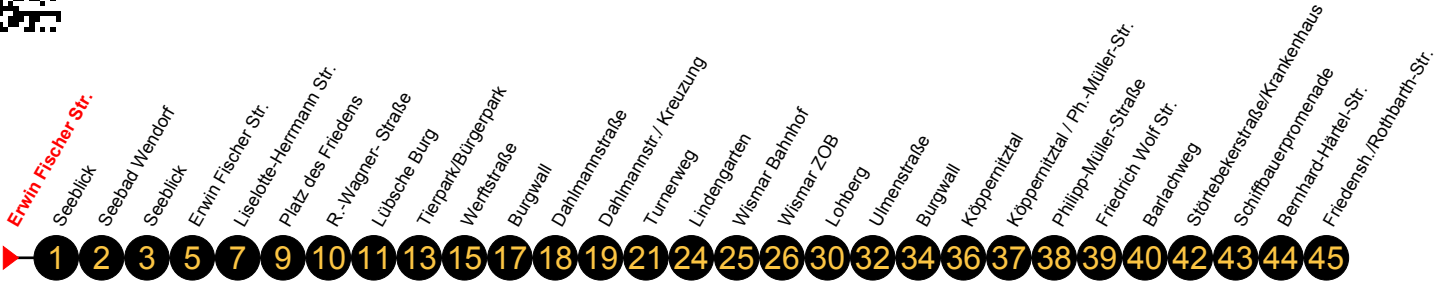 Erwin Fischer Str.
Seeblick
Seebad Wendorf
Seeblick
Erwin Fischer Str.
Liselotte-Herrmann Str.
Platz des Friedens
R.-Wagner- Straße
Lübsche Burg
Tierpark/Bürgerpark
Werftstraße
Burgwall
Dahlmannstraße
Dahlmannstr./ Kreuzung
Turnerweg
Lindengarten
Wismar Bahnhof
Wismar ZOB
Lohberg
Ulmenstraße
Burgwall
Köppernitztal
Köppernitztal / Ph.-Müller-Str.
Philipp-Müller-Straße
Friedrich Wolf Str.
Barlachweg
Störtebekerstraße/Krankenhaus
Schiffbauerpromenade
Bernhard-Härtel-Str.
Friedensh./Rothbarth-Str.
1 2 3 5 7 9 10 11 13 15 17 18 19 21 24 25 26 30 32 34 36 37 38 39 40 42 43 44 45